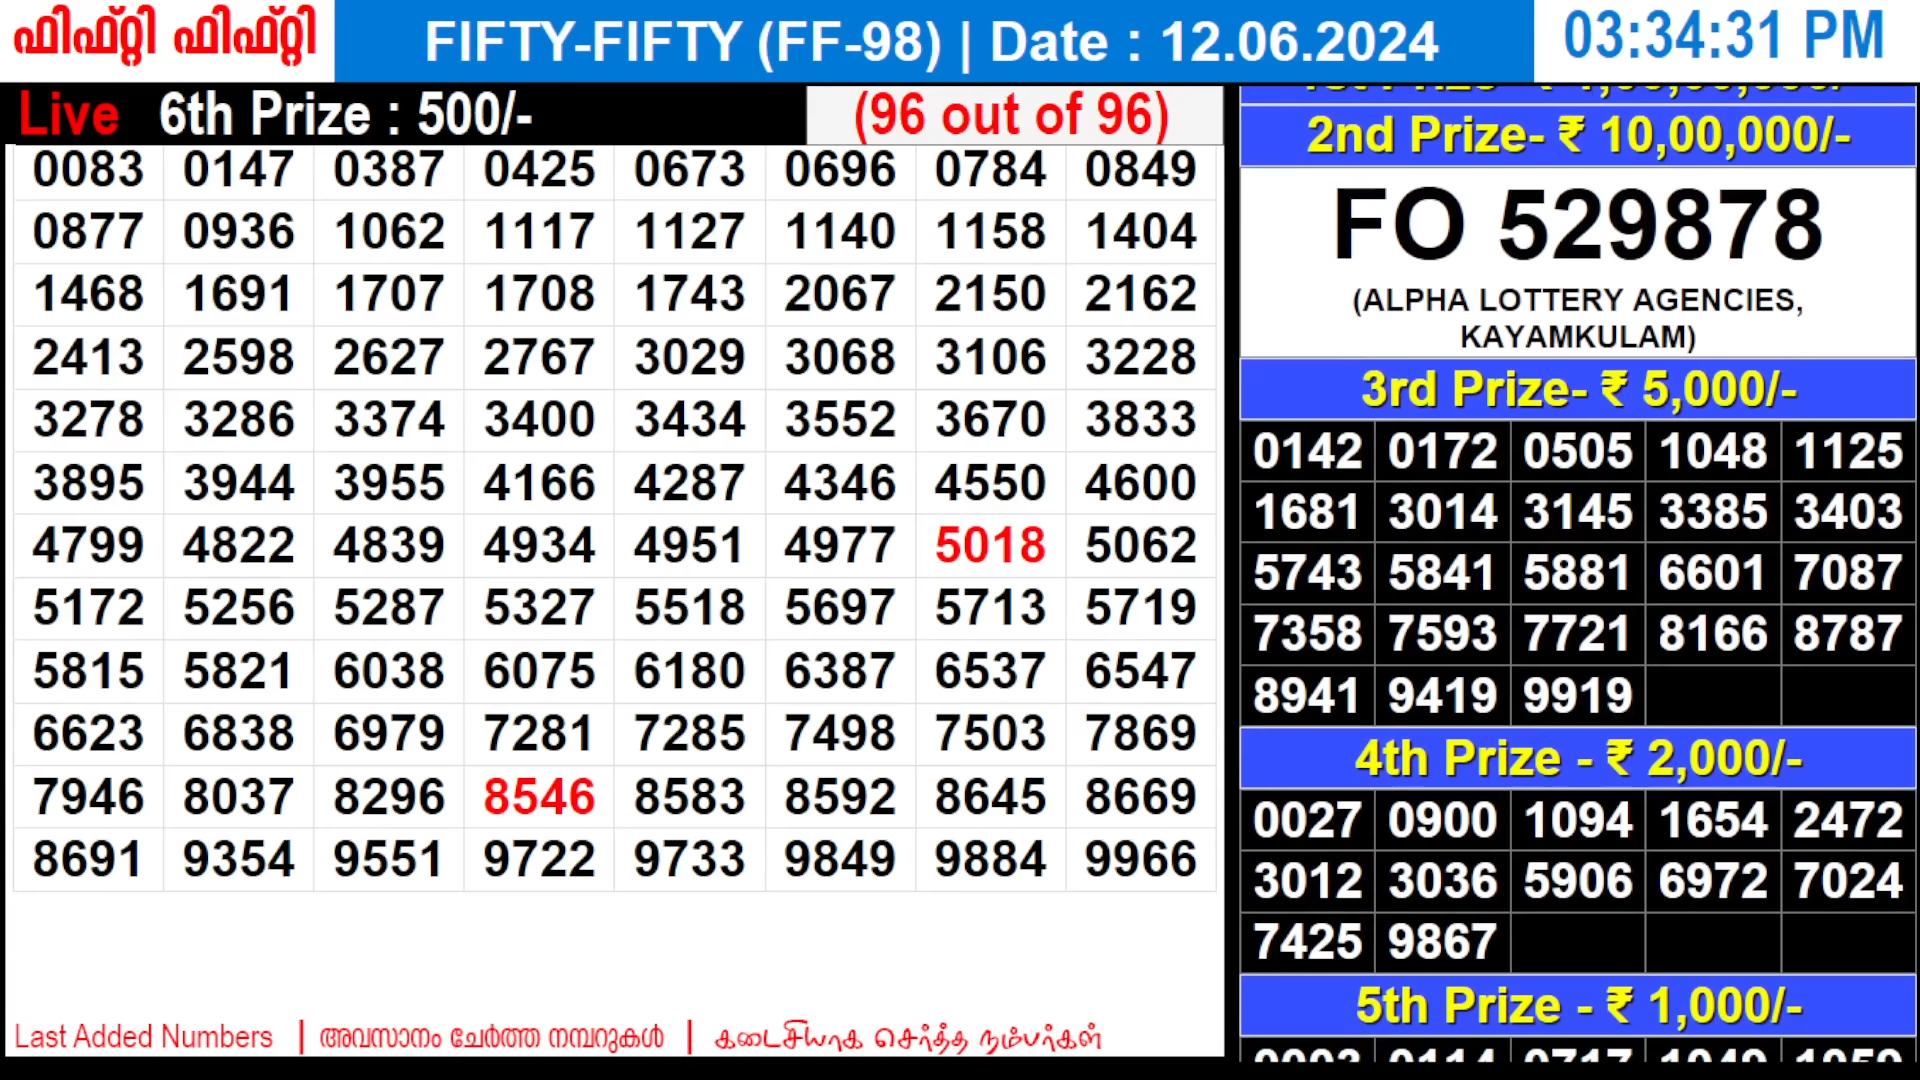 ഫിഫ്റ്റി ഫിഫ്റ്റി
FIFTY-FIFTY (FF-98) | Date : 12.06.2024
03:34:31 PM
Live 6th Prize : 500/-
(96 out of 96)
0083 0147 0387 0425 0673 0696 0784 0849
0877 0936 1062 1117 1127 1140 1158 1404
1468 1691 1707 1708 1743 2067 2150 2162
2413 2598 2627 2767 3029 3068 3106 3228
3278 3286 3374 3400 3434 3552 3670 3833
3895 3944 3955 4166 4287 4346 4550 4600
4799 4822 4839 4934 4951 4977 5018 5062
5172 5256 5287 5327 5518 5697 5713 5719
5815 5821 6038 6075 6180 6387 6537 6547
6623 6838 6979 7281 7285 7498 7503 7869
7946 8037 8296 8546 8583 8592 8645 8669
8691 9354 9551 9722 9733 9849 9884 9966
Last Added Numbers | അവസാനം ചേർത്ത നമ്പറുകൾ | கடைசியாக சேர்த்த நம்பர்கள்
2nd Prize- ₹ 10,00,000/-
FO 529878
(ALPHA LOTTERY AGENCIES,
KAYAMKULAM)
3rd Prize- ₹ 5,000/-
0142 0172 0505 1048 1125
1681 3014 3145 3385 3403
5743 5841 5881 6601 7087
7358 7593 7721 8166 8787
8941 9419 9919
4th Prize - ₹ 2,000/-
0027 0900 1094 1654 2472
3012 3036 5906 6972 7024
7425 9867
5th Prize - ₹ 1,000/-